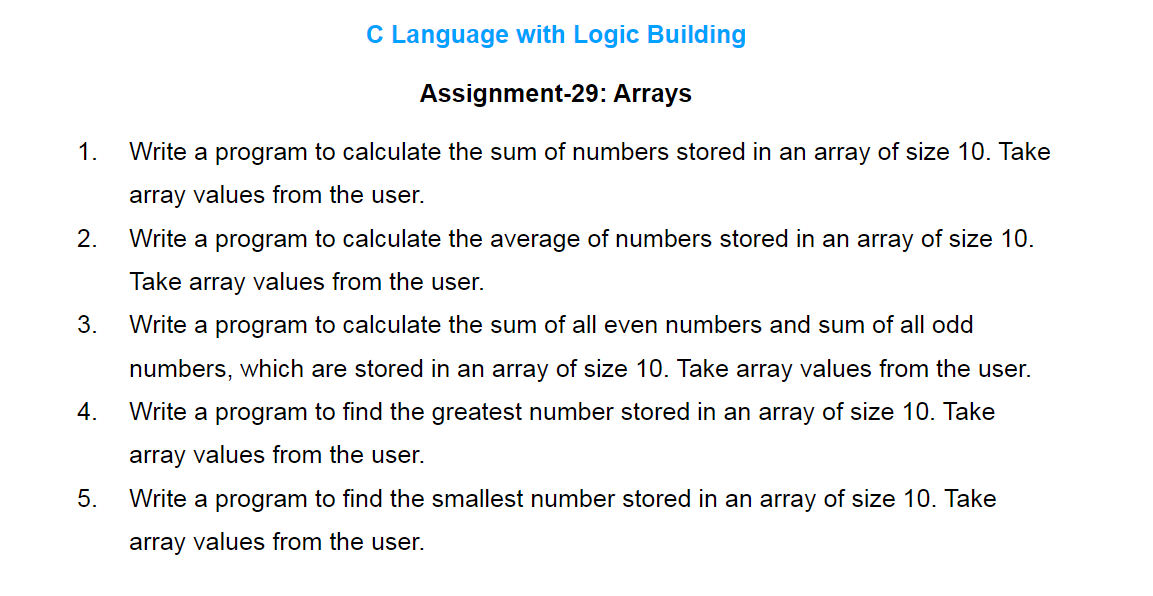 C Language with Logic Building
Assignment-29: Arrays
1. Write a program to calculate the sum of numbers stored in an array of size 10. Take
array values from the user.
2. Write a program to calculate the average of numbers stored in an array of size 10.
Take array values from the user.
3. Write a program to calculate the sum of all even numbers and sum of all odd
numbers, which are stored in an array of size 10. Take array values from the user.
4. Write a program to find the greatest number stored in an array of size 10. Take
array values from the user.
5. Write a program to find the smallest number stored in an array of size 10. Take
array values from the user.